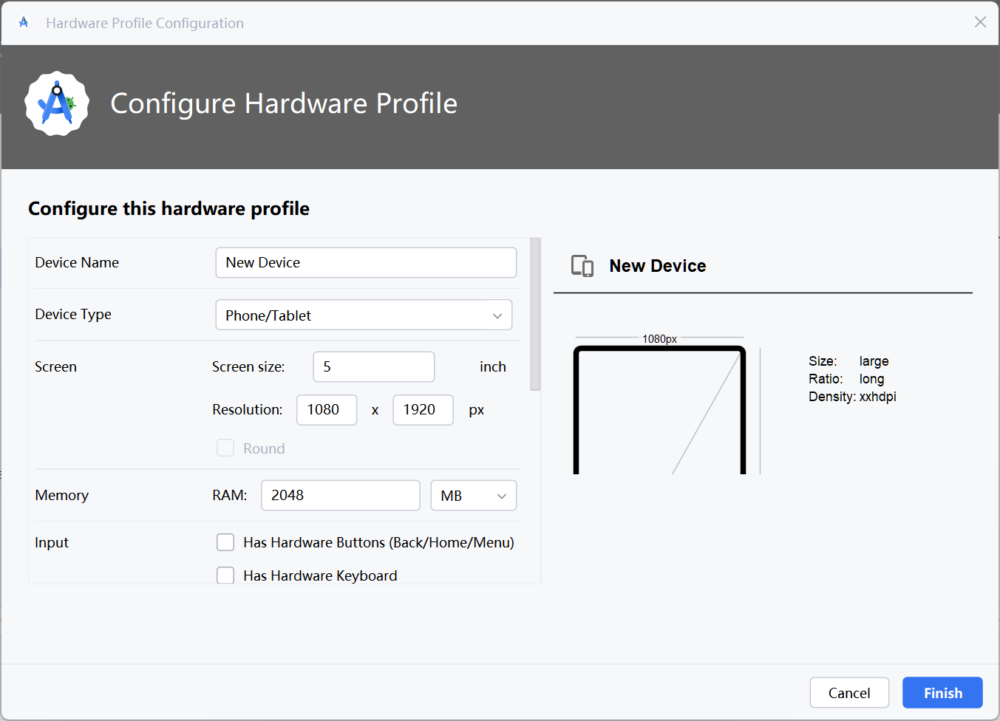 Hardware Profile Configuration
Configure Hardware Profile
Configure this hardware profile
Device Name New Device
Device Type Phone/Tablet
Screen Screen size: 5 inch
Resolution: 1080 x 1920 px
Round
Memory RAM: 2048 MB
Input Has Hardware Buttons (Back/Home/Menu)
Has Hardware Keyboard
New Device
1080px
Size: large
Ratio: long
Density: xxhdpi
Cancel Finish